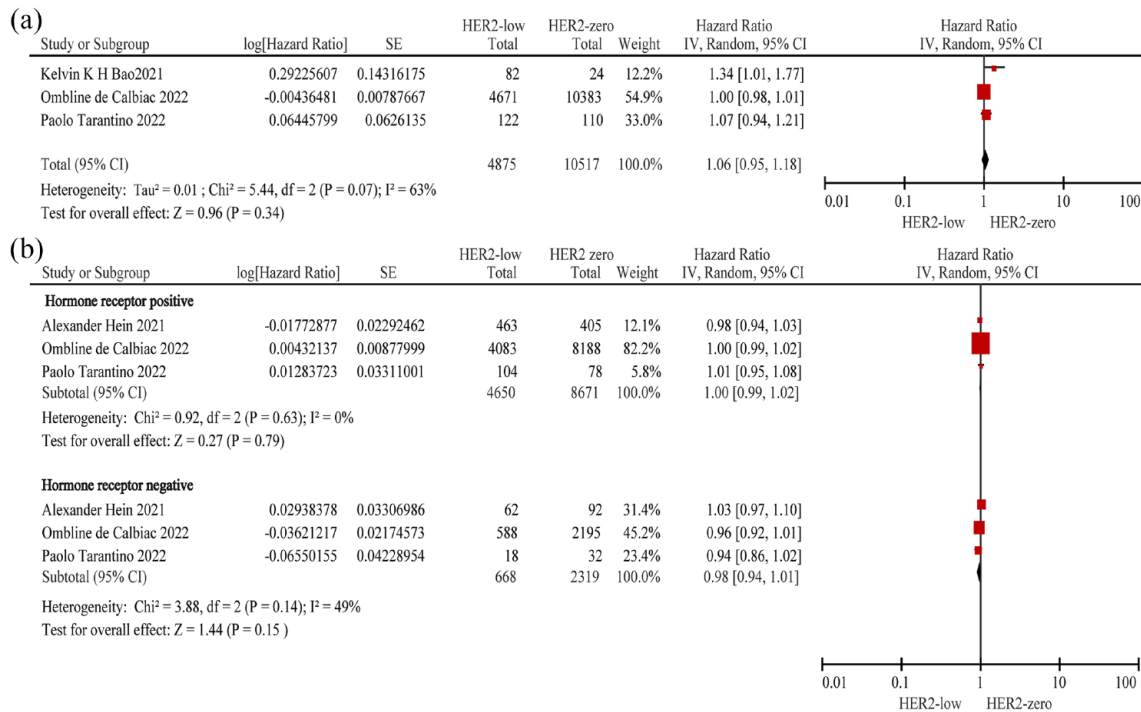 (a)
HER2-low HER2-zero Hazard Ratio Hazard Ratio
Study or Subgroup log[Hazard Ratio] SE Total Total Weight IV, Random, 95% CI IV, Random, 95% CI
Kelvin K H Bao2021 0.29225607 0.14316175 82 24 12.2% 1.34 [1.01, 1.77]
Ombline de Calbiac 2022 -0.00436481 0.00787667 4671 10383 54.9% 1.00 [0.98, 1.01]
Paolo Tarantino 2022 0.06445799 0.0626135 122 110 33.0% 1.07 [0.94, 1.21]
Total (95% CI) 4875 10517 100.0% 1.06 [0.95, 1.18]
Heterogeneity: Tau² = 0.01 ; Chi² = 5.44, df = 2 (P = 0.07); I² = 63%
Test for overall effect: Z = 0.96 (P = 0.34)
0.01 0.1 1 10 100
HER2-low HER2-zero
(b)
HER2-low HER2 zero Hazard Ratio Hazard Ratio
Study or Subgroup log[Hazard Ratio] SE Total Total Weight IV, Random, 95% CI IV, Random, 95% CI
Hormone receptor positive
Alexander Hein 2021 -0.01772877 0.02292462 463 405 12.1% 0.98 [0.94, 1.03]
Ombline de Calbiac 2022 0.00432137 0.00877999 4083 8188 82.2% 1.00 [0.99, 1.02]
Paolo Tarantino 2022 0.01283723 0.03311001 104 78 5.8% 1.01 [0.95, 1.08]
Subtotal (95% CI) 4650 8671 100.0% 1.00 [0.99, 1.02]
Heterogeneity: Chi² = 0.92, df = 2 (P = 0.63); I² = 0%
Test for overall effect: Z = 0.27 (P = 0.79)
Hormone receptor negative
Alexander Hein 2021 0.02938378 0.03306986 62 92 31.4% 1.03 [0.97, 1.10]
Ombline de Calbiac 2022 -0.03621217 0.02174573 588 2195 45.2% 0.96 [0.92, 1.01]
Paolo Tarantino 2022 -0.06550155 0.04228954 18 32 23.4% 0.94 [0.86, 1.02]
Subtotal (95% CI) 668 2319 100.0% 0.98 [0.94, 1.01]
Heterogeneity: Chi² = 3.88, df = 2 (P = 0.14); I² = 49%
Test for overall effect: Z = 1.44 (P = 0.15 )
0.01 0.1 1 10 100
HER2-low HER2-zero